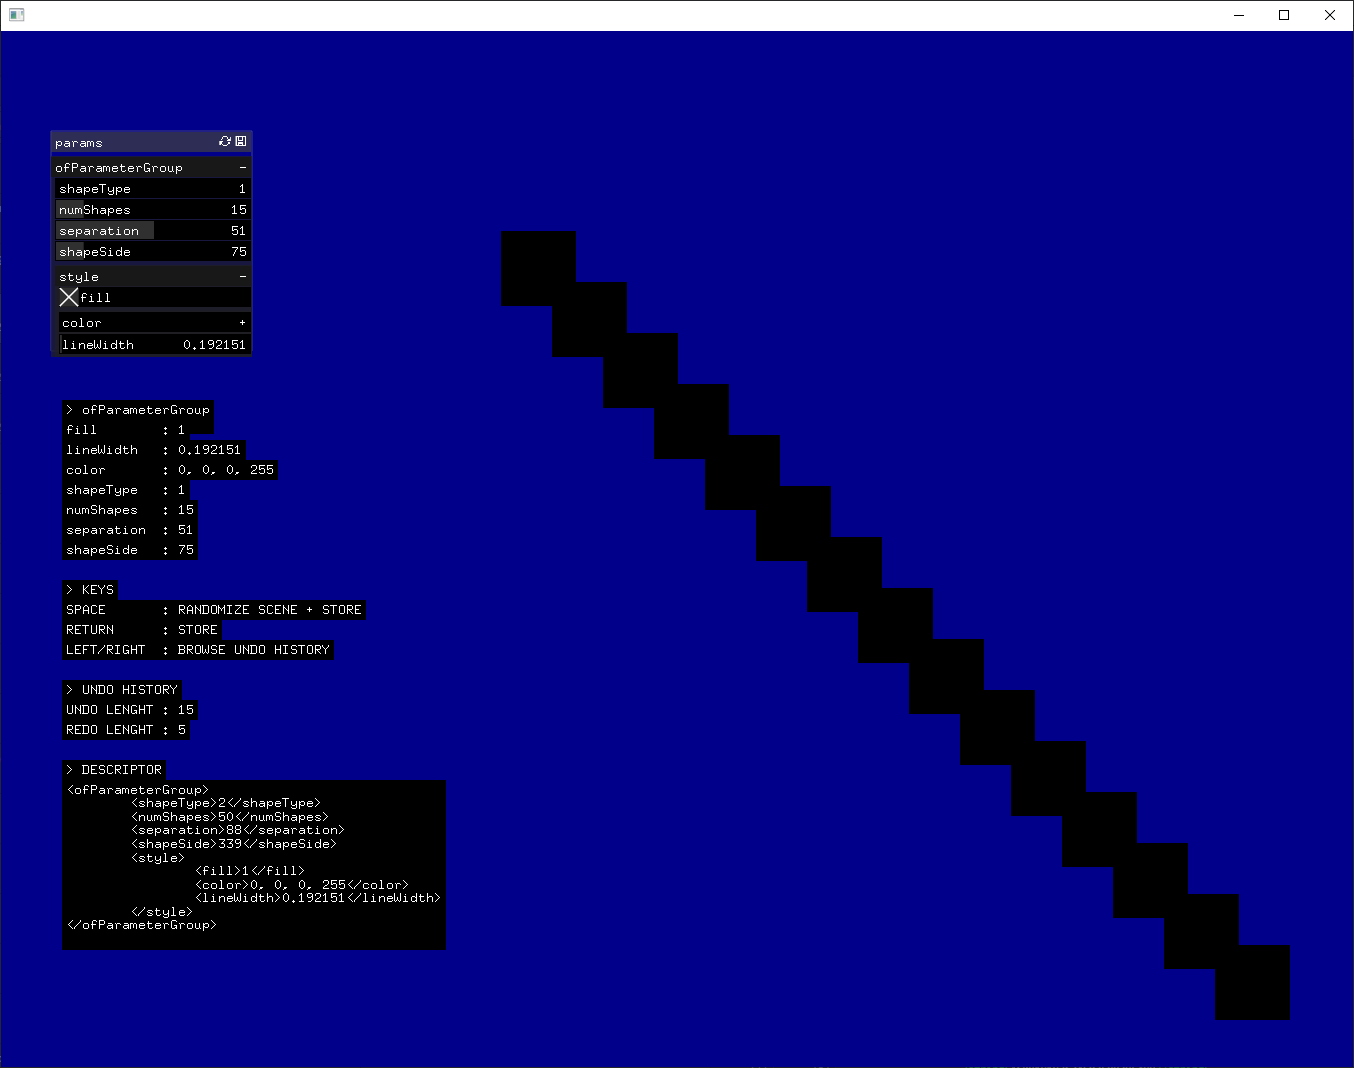 params
ofParameterGroup -
shapeType 1
numShapes 15
separation 51
shapeSide 75
style -
fill
color +
lineWidth 0.192151
> ofParameterGroup
fill : 1
lineWidth : 0.192151
color : 0, 0, 0, 255
shapeType : 1
numShapes : 15
separation : 51
shapeSide : 75
> KEYS
SPACE : RANDOMIZE SCENE + STORE
RETURN : STORE
LEFT/RIGHT : BROWSE UNDO HISTORY
> UNDO HISTORY
UNDO LENGHT : 15
REDO LENGHT : 5
> DESCRIPTOR
<ofParameterGroup>
<shapeType>2</shapeType>
<numShapes>50</numShapes>
<separation>88</separation>
<shapeSide>339</shapeSide>
<style>
<fill>1</fill>
<color>0, 0, 0, 255</color>
<lineWidth>0.192151</lineWidth>
</style>
</ofParameterGroup>